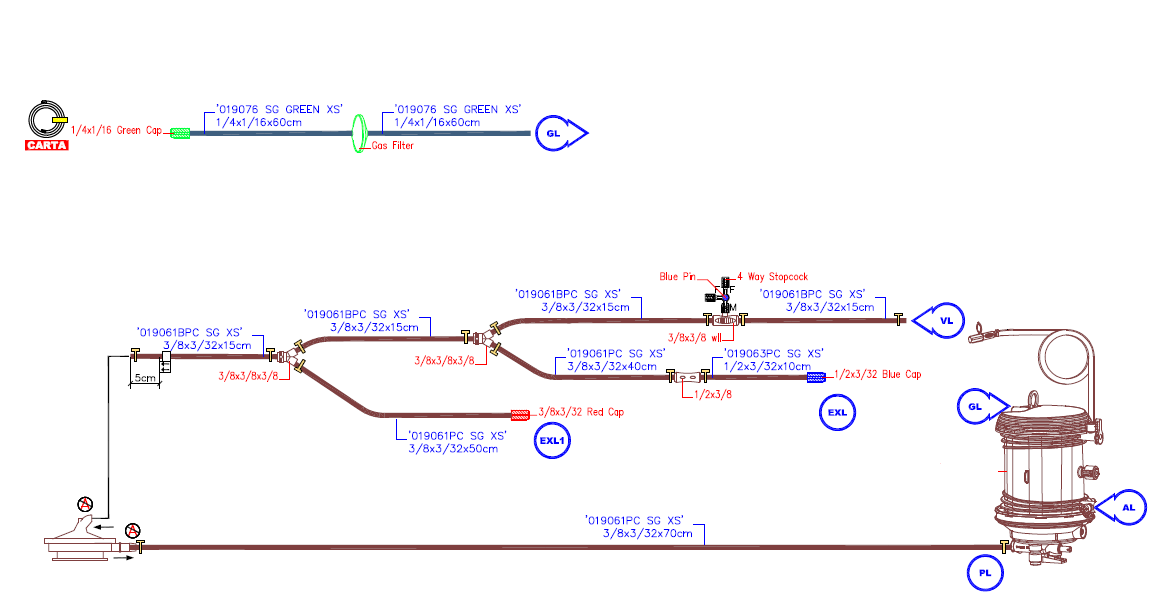 '019076 SG GREEN XS'
1/4x1/16x60cm
'019076 SG GREEN XS'
1/4x1/16x60cm
1/4x1/16 Green Cap
CARTA
Gas Filter
GL
Blue Pin
4 Way Stopcock
'019061BPC SG XS'
3/8x3/32x15cm
F
M
'019061BPC SG XS'
3/8x3/32x15cm
VL
'019061BPC SG XS'
3/8x3/32x15cm
'019061BPC SG XS'
3/8x3/32x15cm
3/8x3/8 wll
3/8x3/8x3/8
3/8x3/8x3/8
5cm
'019061PC SG XS'
3/8x3/32x40cm
'019063PC SG XS'
1/2x3/32x10cm
1/2x3/32 Blue Cap
1/2x3/8
3/8x3/32 Red Cap
EXL
EXL1
GL
'019061PC SG XS'
3/8x3/32x50cm
A
A
AL
'019061PC SG XS'
3/8x3/32x70cm
PL